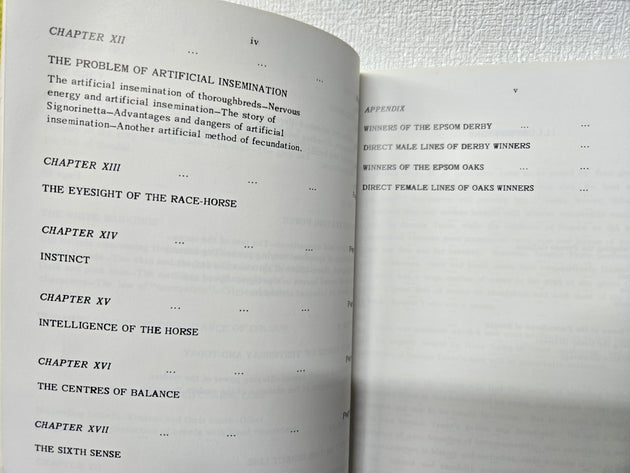 CHAPTER XII
iv
... ... ...
THE PROBLEM OF ARTIFICIAL INSEMINATION
The artificial insemination of thoroughbreds—Nervous
energy and artificial insemination—The story of
Signorinetta—Advantages and dangers of artificial
insemination—Another artificial method of fecundation.
CHAPTER XIII
... ... ...
THE EYESIGHT OF THE RACE-HORSE
CHAPTER XIV
... ... ...
INSTINCT
CHAPTER XV
... ... ...
INTELLIGENCE OF THE HORSE
CHAPTER XVI
... ... ...
THE CENTRES OF BALANCE
CHAPTER XVII
... ... ...
THE SIXTH SENSE
v
APPENDIX
WINNERS OF THE EPSOM DERBY ... ...
DIRECT MALE LINES OF DERBY WINNERS ...
WINNERS OF THE EPSOM OAKS ... ...
DIRECT FEMALE LINES OF OAKS WINNERS ...